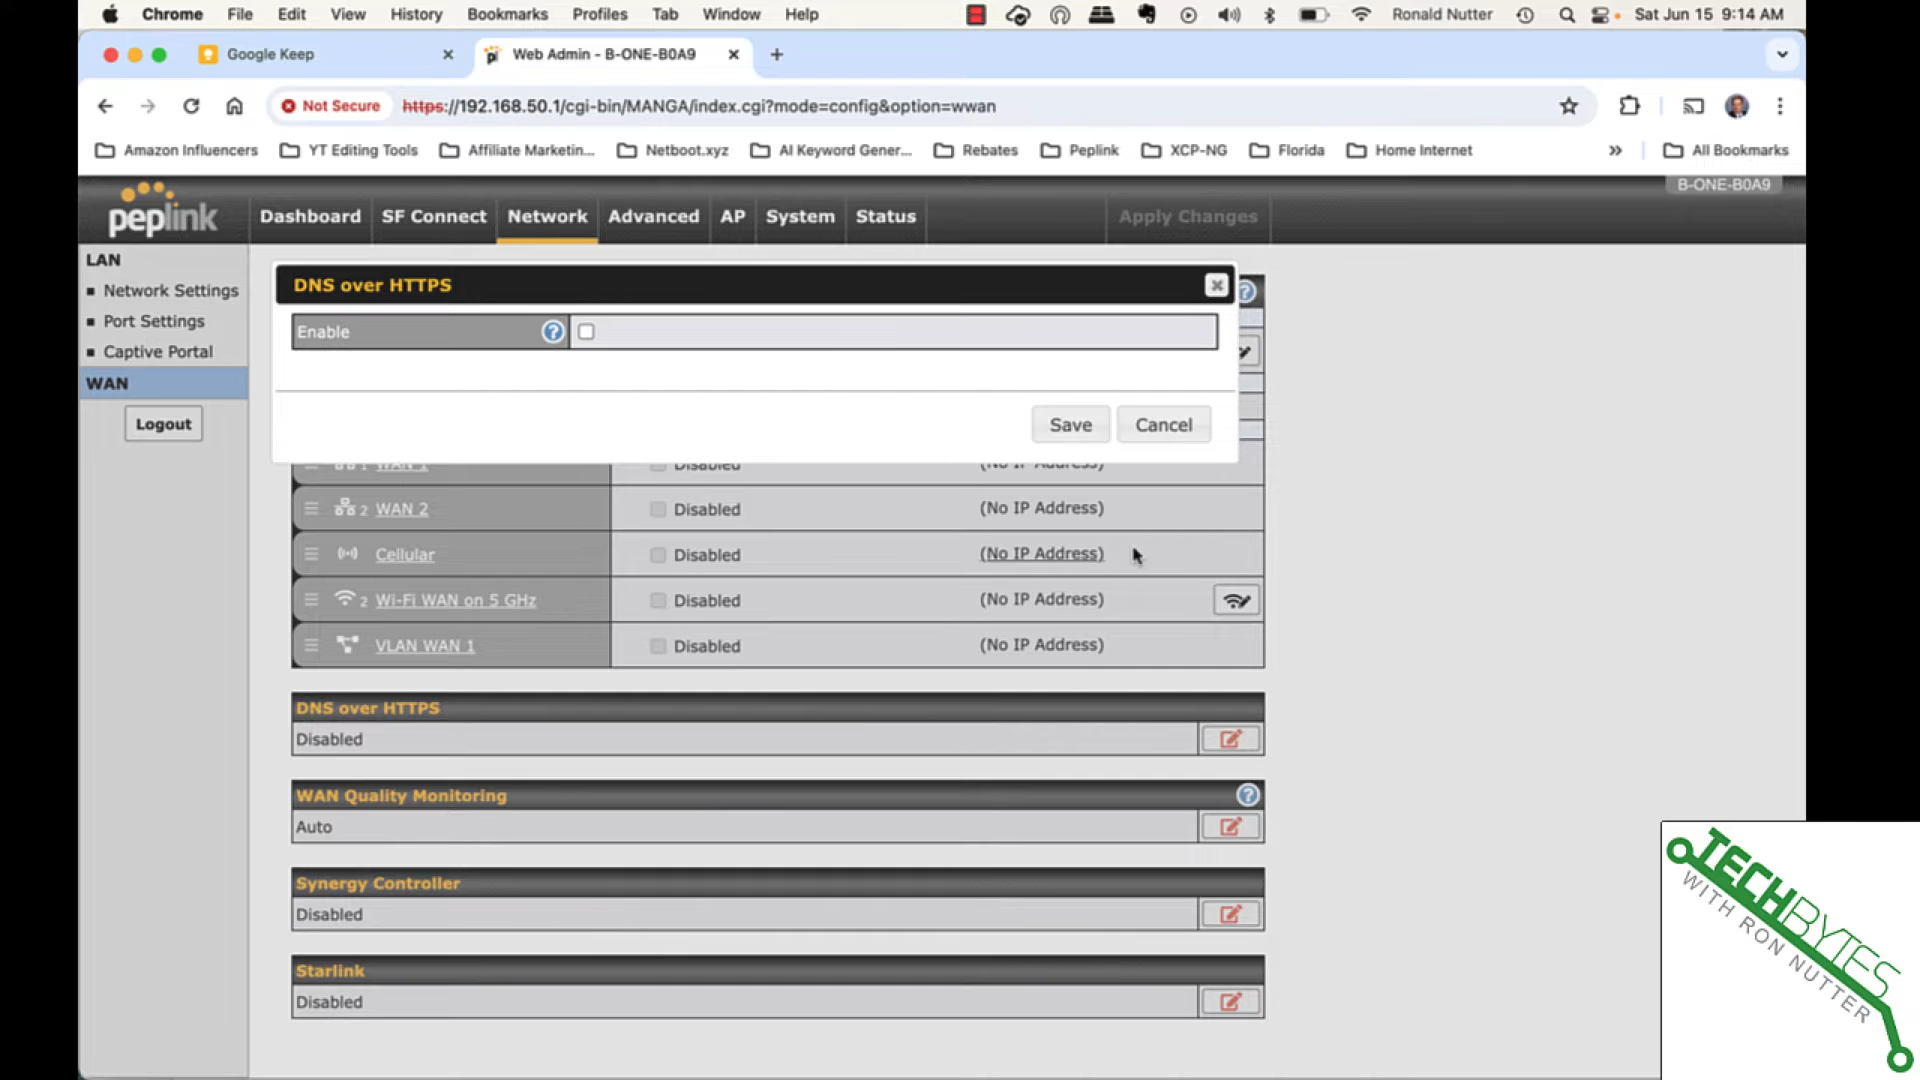 Chrome File Edit View History Bookmarks Profiles Tab Window Help Ronald Nutter Sat Jun 15 9:14 AM
Google Keep Web Admin - B-ONE-B0A9
Not Secure https://192.168.50.1/cgi-bin/MANGA/index.cgi?mode=config&option=wwan
Amazon Influencers YT Editing Tools Affiliate Marketin... Netboot.xyz AI Keyword Gener... Rebates Peplink XCP-NG Florida Home Internet » All Bookmarks
B-ONE-B0A9
peplink Dashboard SF Connect Network Advanced AP System Status Apply Changes
LAN
Network Settings
Port Settings
Captive Portal
WAN
Logout
DNS over HTTPS
Enable
Save Cancel
WAN 1 Disabled (No IP Address)
2 WAN 2 Disabled (No IP Address)
Cellular Disabled (No IP Address)
2 Wi-Fi WAN on 5 GHz Disabled (No IP Address)
VLAN WAN 1 Disabled (No IP Address)
DNS over HTTPS
Disabled
WAN Quality Monitoring
Auto
Synergy Controller
Disabled
Starlink
Disabled
TECHBYTES
WITH RON NUTTER